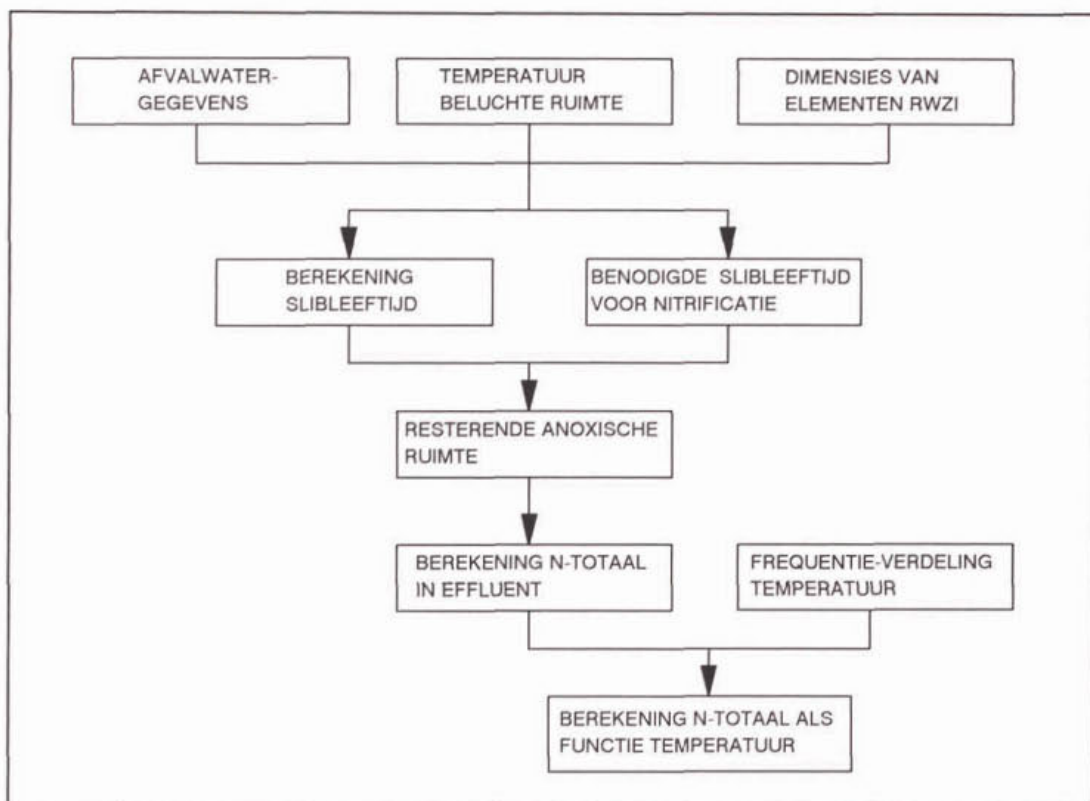 AFVALWATER-
GEGEVENS
TEMPERATUUR
BELUCHTE RUIMTE
DIMENSIES VAN
ELEMENTEN RWZI
BEREKENING
SLIBLEEFTIJD
BENODIGDE SLIBLEEFTIJD
VOOR NITRIFICATIE
RESTERENDE ANOXISCHE
RUIMTE
BEREKENING N-TOTAAL
IN EFFLUENT
FREQUENTIE-VERDELING
TEMPERATUUR
BEREKENING N-TOTAAL ALS
FUNCTIE TEMPERATUUR